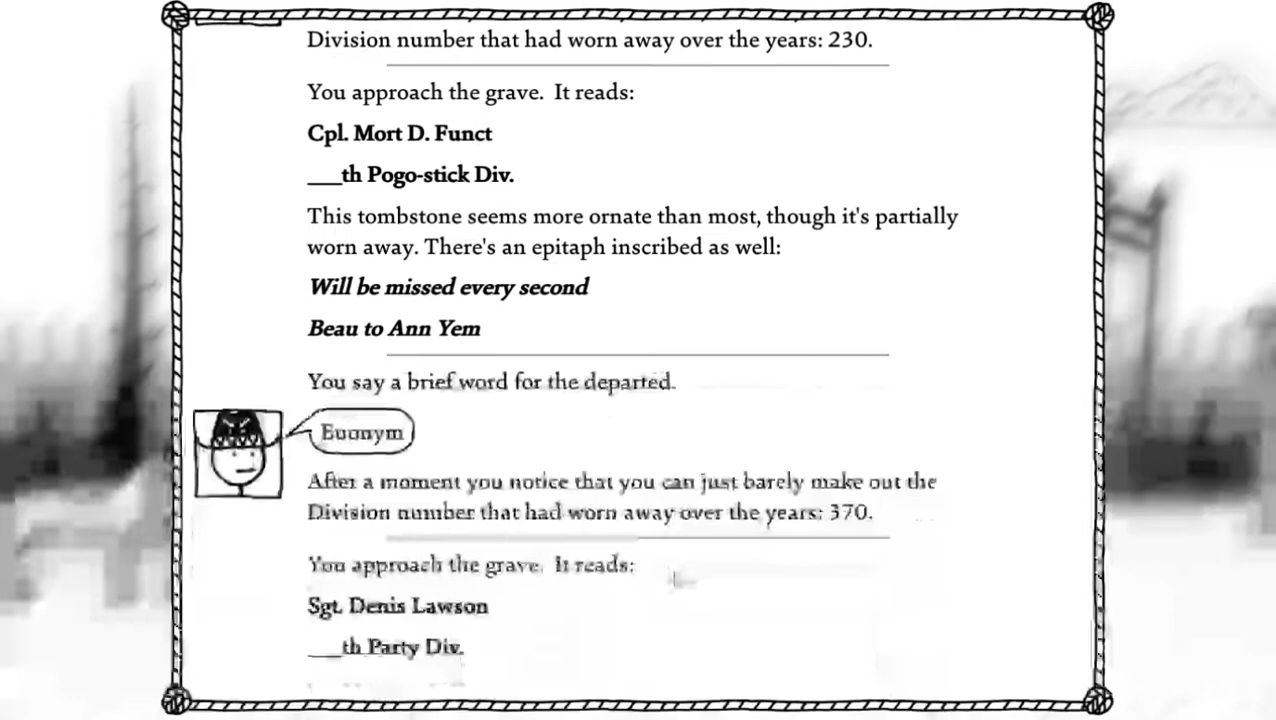 Division number that had worn away over the years: 230.
You approach the grave. It reads:
Cpl. Mort D. Funct
___th Pogo-stick Div.
This tombstone seems more ornate than most, though it's partially
worn away. There's an epitaph inscribed as well:
Will be missed every second
Beau to Ann Yem
You say a brief word for the departed.
Euonym
After a moment you notice that you can just barely make out the
Division number that had worn away over the years: 370.
You approach the grave. It reads:
Sgt. Denis Lawson
___th Party Div.